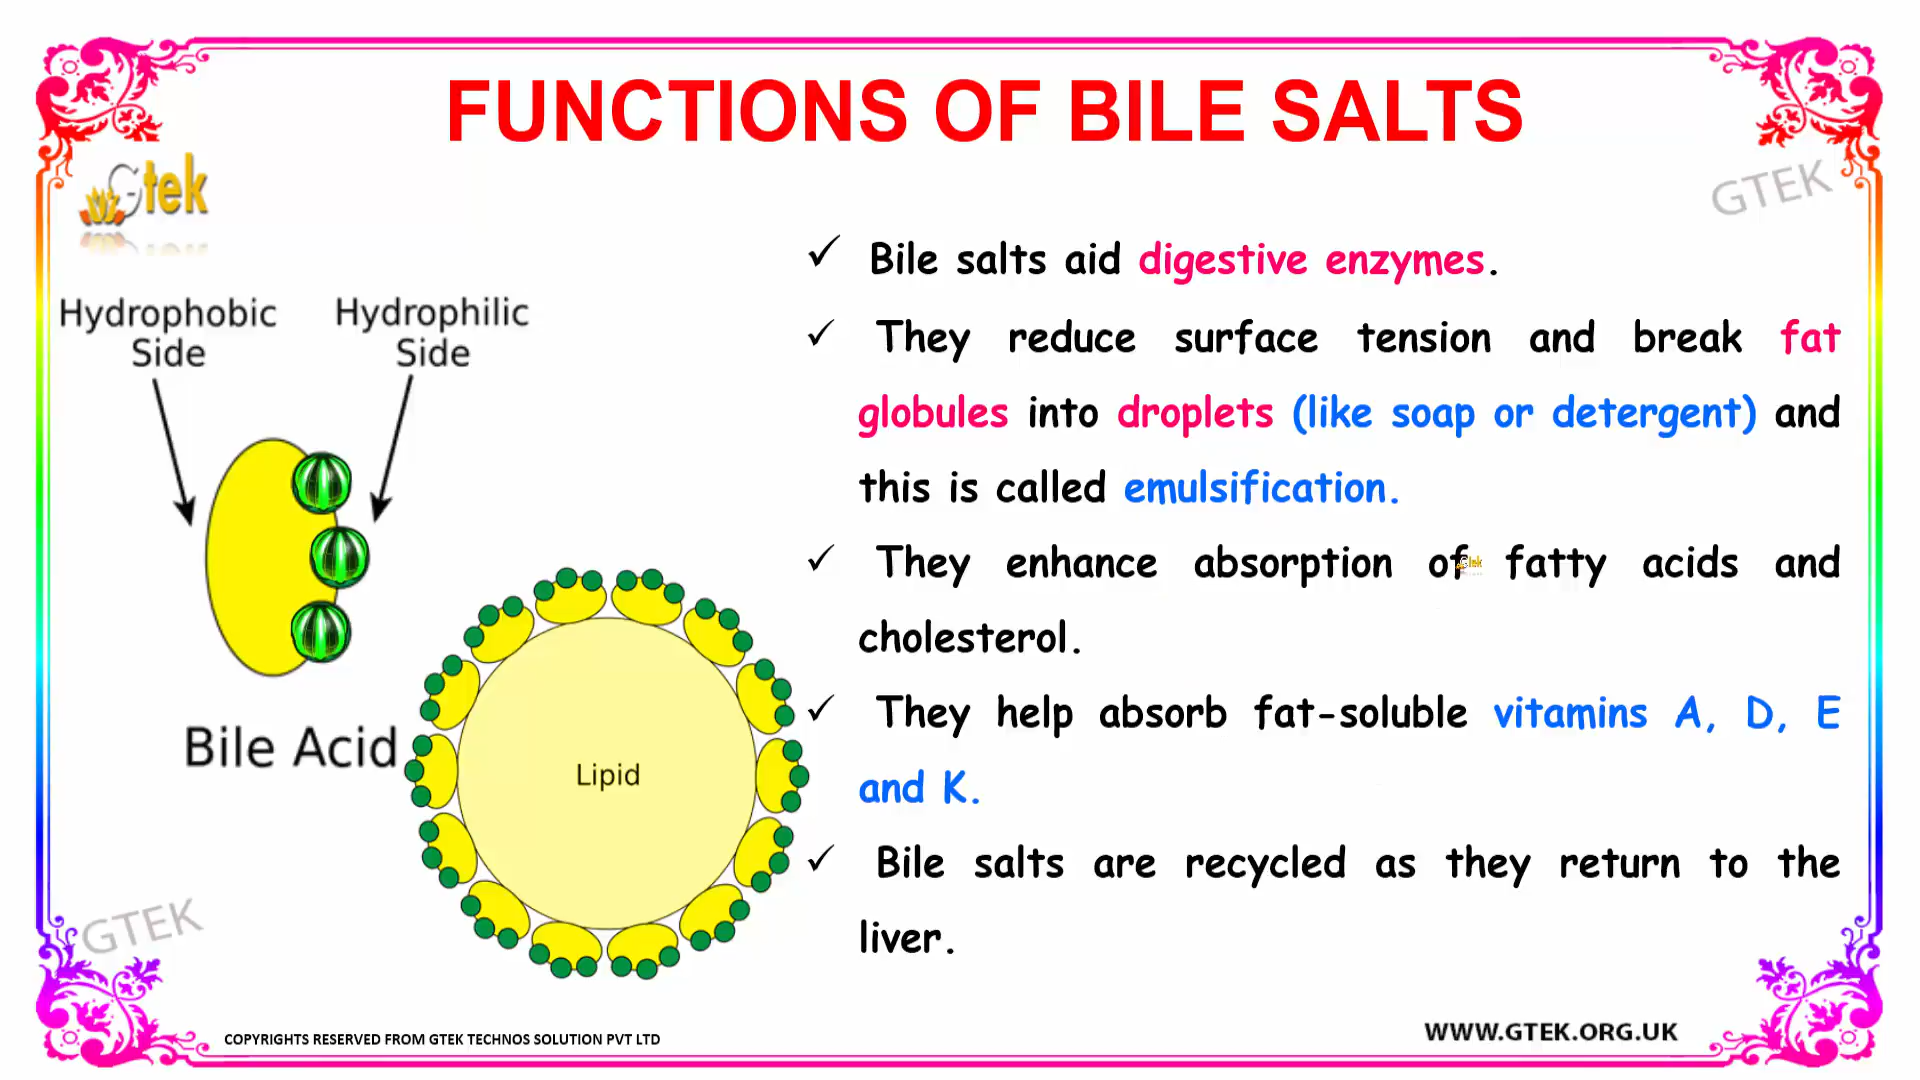 FUNCTIONS OF BILE SALTS
Gtek
GTEK
Hydrophobic Side
Hydrophilic Side
Bile Acid
Lipid
✓ Bile salts aid digestive enzymes.
✓ They reduce surface tension and break fat
globules into droplets (like soap or detergent) and
this is called emulsification.
✓ They enhance absorption of fatty acids and
cholesterol.
✓ They help absorb fat-soluble vitamins A, D, E
and K.
✓ Bile salts are recycled as they return to the
liver.
GTEK
COPYRIGHTS RESERVED FROM GTEK TECHNOS SOLUTION PVT LTD
WWW.GTEK.ORG.UK